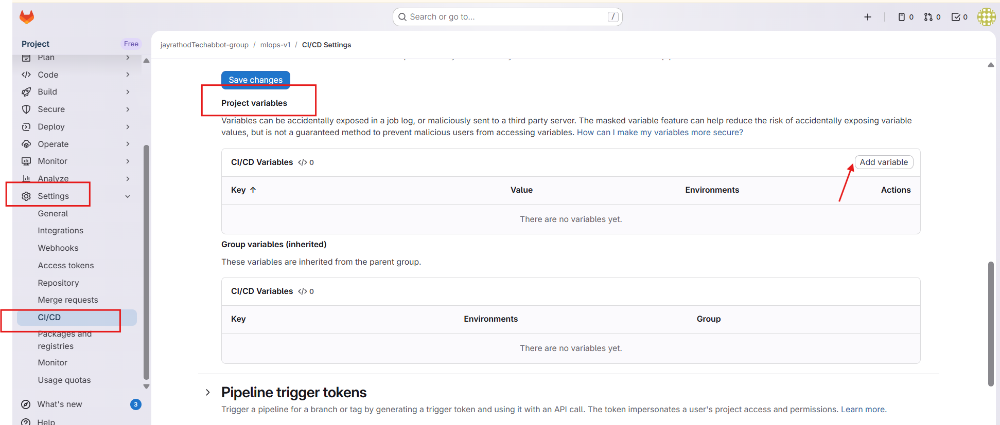 Search or go to...
/
0
0
0
Project
Free
Plan
Code
Build
Secure
Deploy
Operate
Monitor
Analyze
Settings
General
Integrations
Webhooks
Access tokens
Repository
Merge requests
CI/CD
Packages and
registries
Monitor
Usage quotas
What's new
3
Help
jayrathodTechabbot-group / mlops-v1 / CI/CD Settings
Save changes
Project variables
Variables can be accidentally exposed in a job log, or maliciously sent to a third party server. The masked variable feature can help reduce the risk of accidentally exposing variable
values, but is not a guaranteed method to prevent malicious users from accessing variables. How can I make my variables more secure?
CI/CD Variables </> 0
Add variable
Key ↑ Value Environments Actions
There are no variables yet.
Group variables (inherited)
These variables are inherited from the parent group.
CI/CD Variables </> 0
Key Environments Group
There are no variables yet.
Pipeline trigger tokens
Trigger a pipeline for a branch or tag by generating a trigger token and using it with an API call. The token impersonates a user's project access and permissions. Learn more.